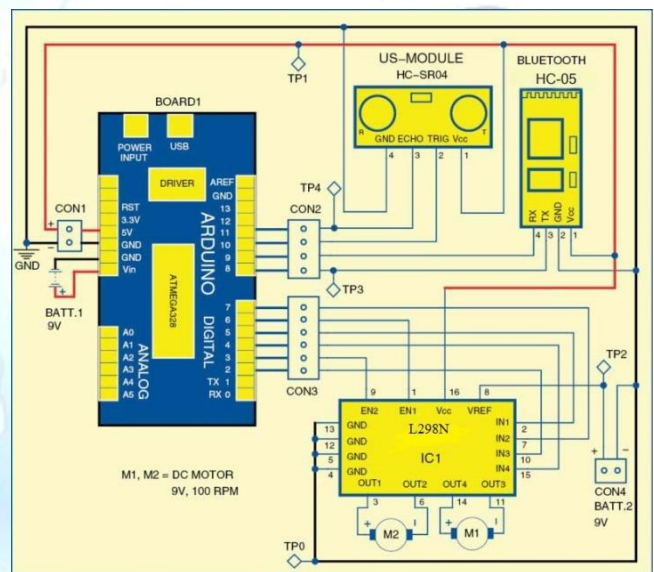 US-MODULE
HC-SR04
BLUETOOTH
HC-05
TP1
BOARD1
POWER INPUT
USB
DRIVER
R
T
GND ECHO TRIG Vcc
4 3 2 1
CON1
+
-
GND
BATT.1
9V
RST
3.3V
5V
GND
GND
Vin
A0
A1
A2
A3
A4
A5
ANALOG
ATMEGA328
ARDUINO
DIGITAL
AREF
GND
13
12
11
10
9
8
7
6
5
4
3
2
TX 1
RX 0
TP4
CON2
TP3
CON3
RX TX GND Vcc
4 3 2 1
TP2
9 1 16 8
EN2 EN1 Vcc VREF
L298N
IC1
13 GND
12 GND
5 GND
4 GND
IN1 2
IN2 7
IN3 10
IN4 15
OUT1 OUT2 OUT4 OUT3
3 6 14 11
+ M2 -
+ M1 -
+ -
CON4
BATT.2
9V
M1, M2 = DC MOTOR
9V, 100 RPM
TP0